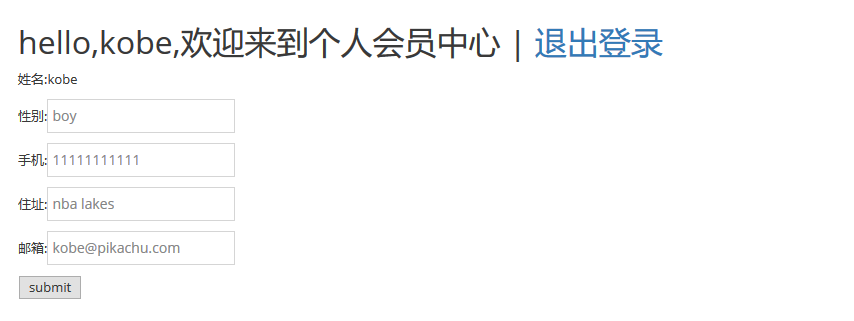 hello,kobe,欢迎来到个人会员中心 | 退出登录
姓名:kobe
性别:boy
手机:11111111111
住址:nba lakes
邮箱:kobe@pikachu.com
submit